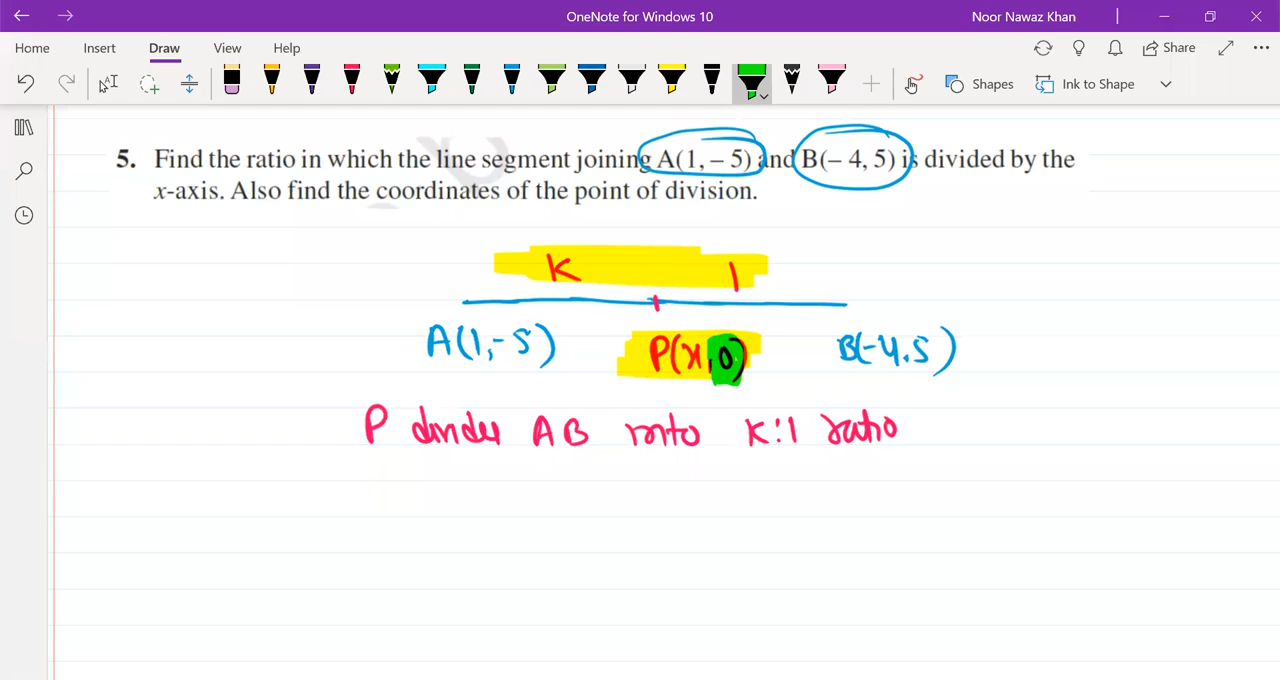 OneNote for Windows 10
Noor Nawaz Khan
Home Insert Draw View Help
Share
Shapes
Ink to Shape
5. Find the ratio in which the line segment joining A(1, – 5) and B(– 4, 5) is divided by the
x-axis. Also find the coordinates of the point of division.
K 1
A(1,-5) P(x,0) B(-4,5)
P divides AB into K:1 ratio